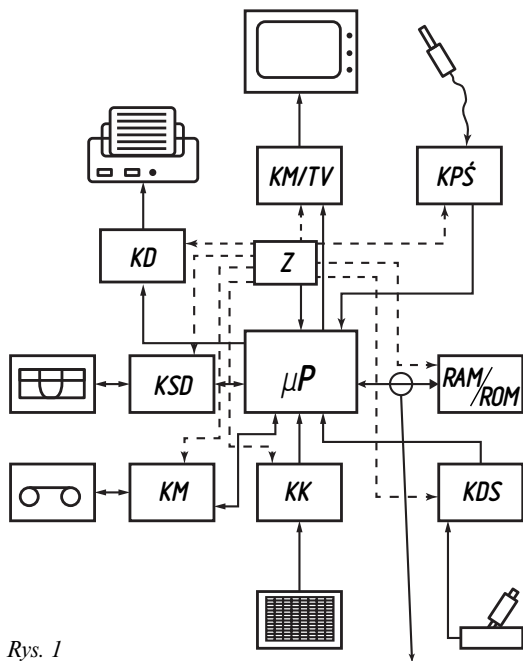 KM/TV
KPŚ
KD
Z
KSD
μP
RAM/ROM
KM
KK
KDS
Rys. 1